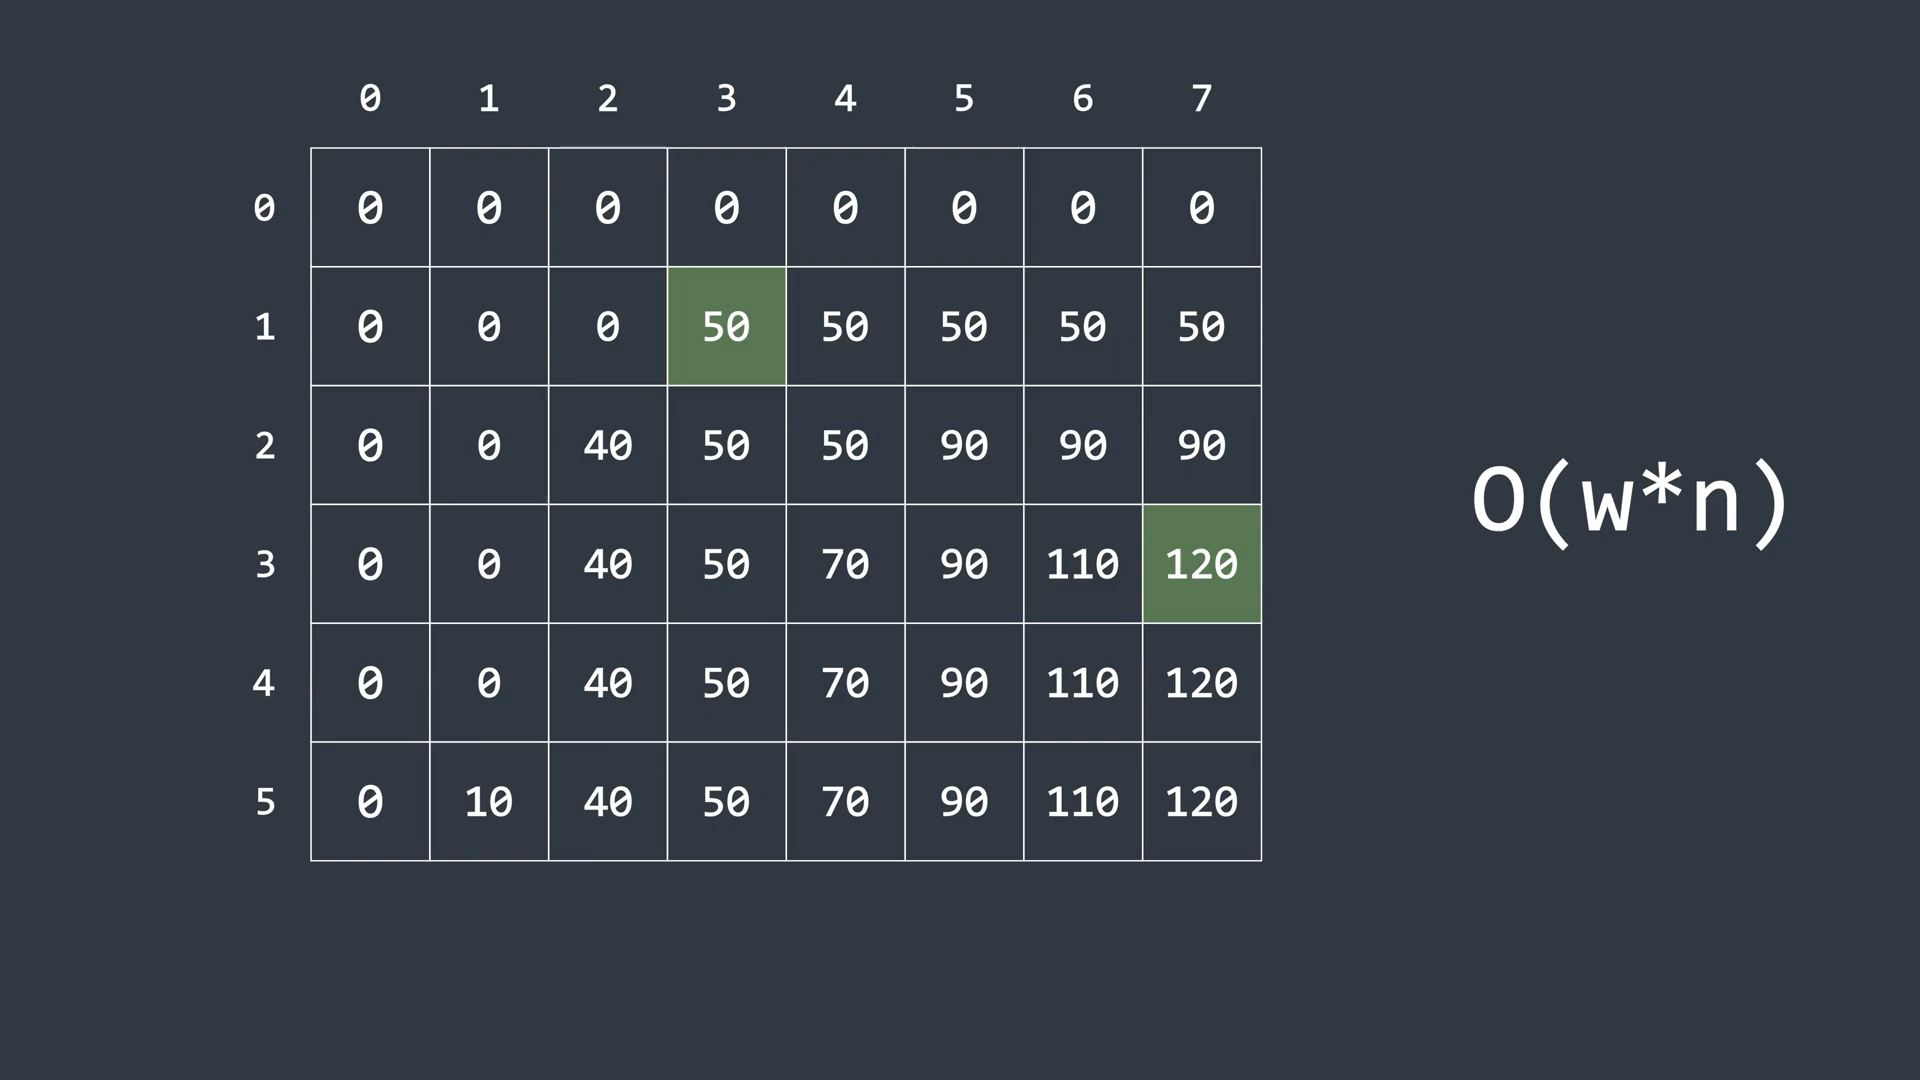 0 1 2 3 4 5 6 7
0 0 0 0 0 0 0 0 0
1 0 0 0 50 50 50 50 50
2 0 0 40 50 50 90 90 90
3 0 0 40 50 70 90 110 120
4 0 0 40 50 70 90 110 120
5 0 10 40 50 70 90 110 120
O(w*n)